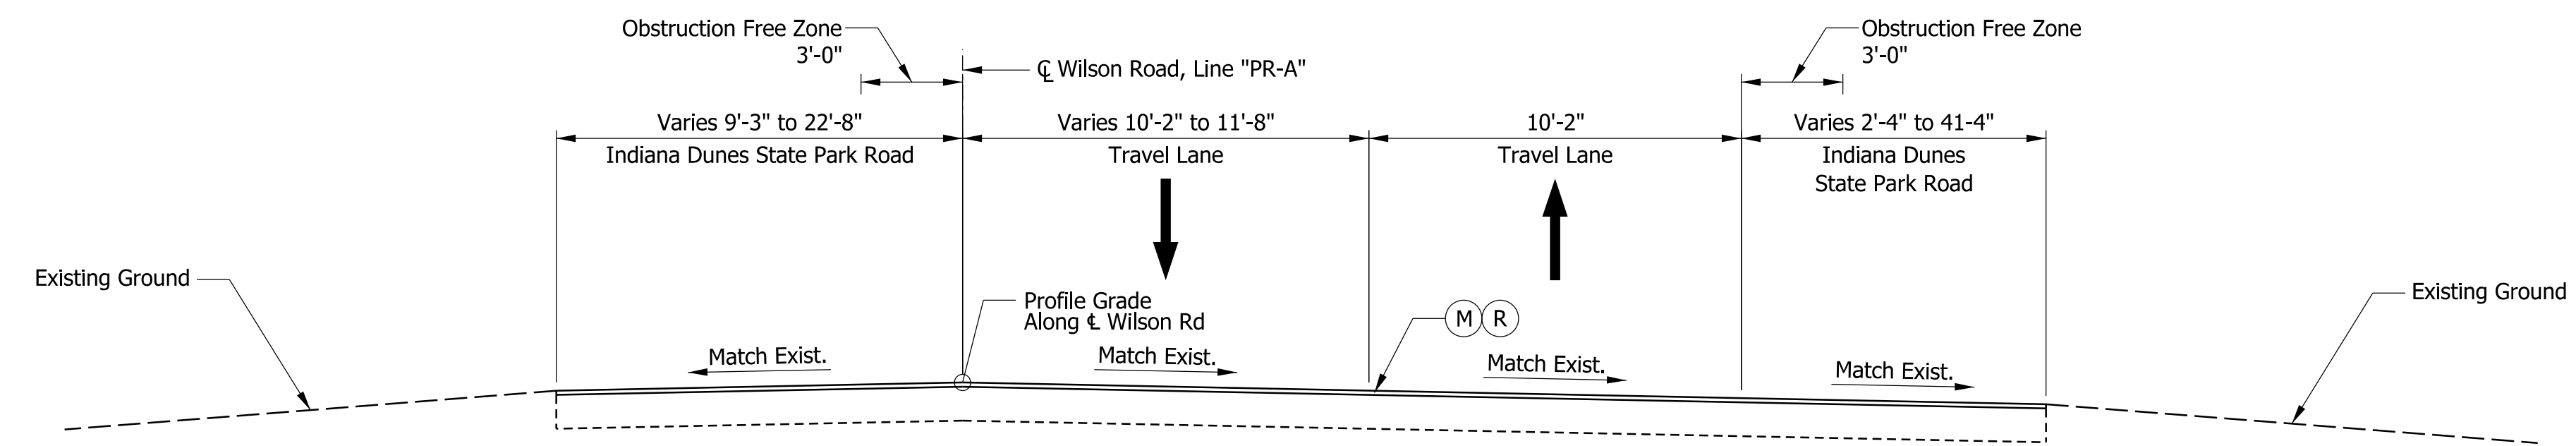 Obstruction Free Zone
3'-0"
℄ Wilson Road, Line "PR-A"
Obstruction Free Zone
3'-0"
Varies 9'-3" to 22'-8"
Indiana Dunes State Park Road
Varies 10'-2" to 11'-8"
Travel Lane
10'-2"
Travel Lane
Varies 2'-4" to 41-4"
Indiana Dunes
State Park Road
Existing Ground
Profile Grade
Along ℄ Wilson Rd
M R
Existing Ground
Match Exist.
Match Exist.
Match Exist.
Match Exist.